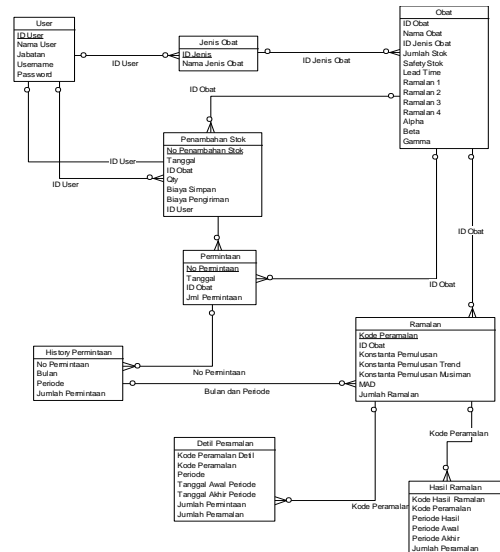 User
ID User
Nama User
Jabatan
Username
Password
Jenis Obat
ID Jenis
Nama Jenis Obat
Obat
ID Obat
Nama Obat
ID Jenis Obat
Jumlah Stok
SafetyStok
Lead Time
Ramalan 1
Ramalan 2
Ramalan 3
Ramalan 4
Alpha
Beta
Gamma
ID User
ID Jenis Obat
ID Obat
Penambahan Stok
No Penambahan Stok
Tanggal
ID Obat
Qty
Biaya Simpan
Biaya Pengiriman
ID User
ID User
ID User
ID Obat
ID Obat
Permintaan
No Permintaan
Tanggal
ID Obat
Jml Permintaan
Ramalan
Kode Peramalan
ID Obat
Konstanta Pemulusan
Konstanta Pemulusan Trend
Konstanta Pemulusan Musiman
MAD
Jumlah Ramalan
History Permintaan
No Permintaan
Bulan
Periode
Jumlah Permintaan
No Permintaan
Bulan dan Periode
Kode Peramalan
Detil Peramalan
Kode Peramalan Detil
Kode Peramalan
Periode
Tanggal Awal Periode
Tanggal Akhir Periode
Jumlah Permintaan
Jumlah Peramalan
Kode Peramalan
Hasil Ramalan
Kode Hasil Ramalan
Kode Peramalan
Periode Hasil
Periode Awal
Periode Akhir
Jumlah Peramalan